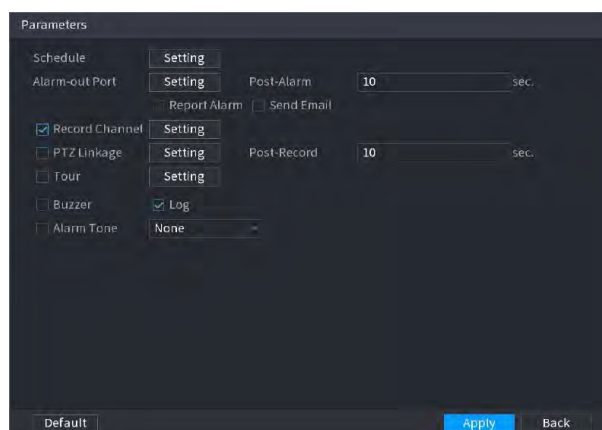 Parameters
Schedule Setting
Alarm-out Port Setting Post-Alarm 10 sec.
Report Alarm Send Email
Record Channel Setting
PTZ Linkage Setting Post-Record 10 sec.
Tour Setting
Buzzer Log
Alarm Tone None
Default Apply Back